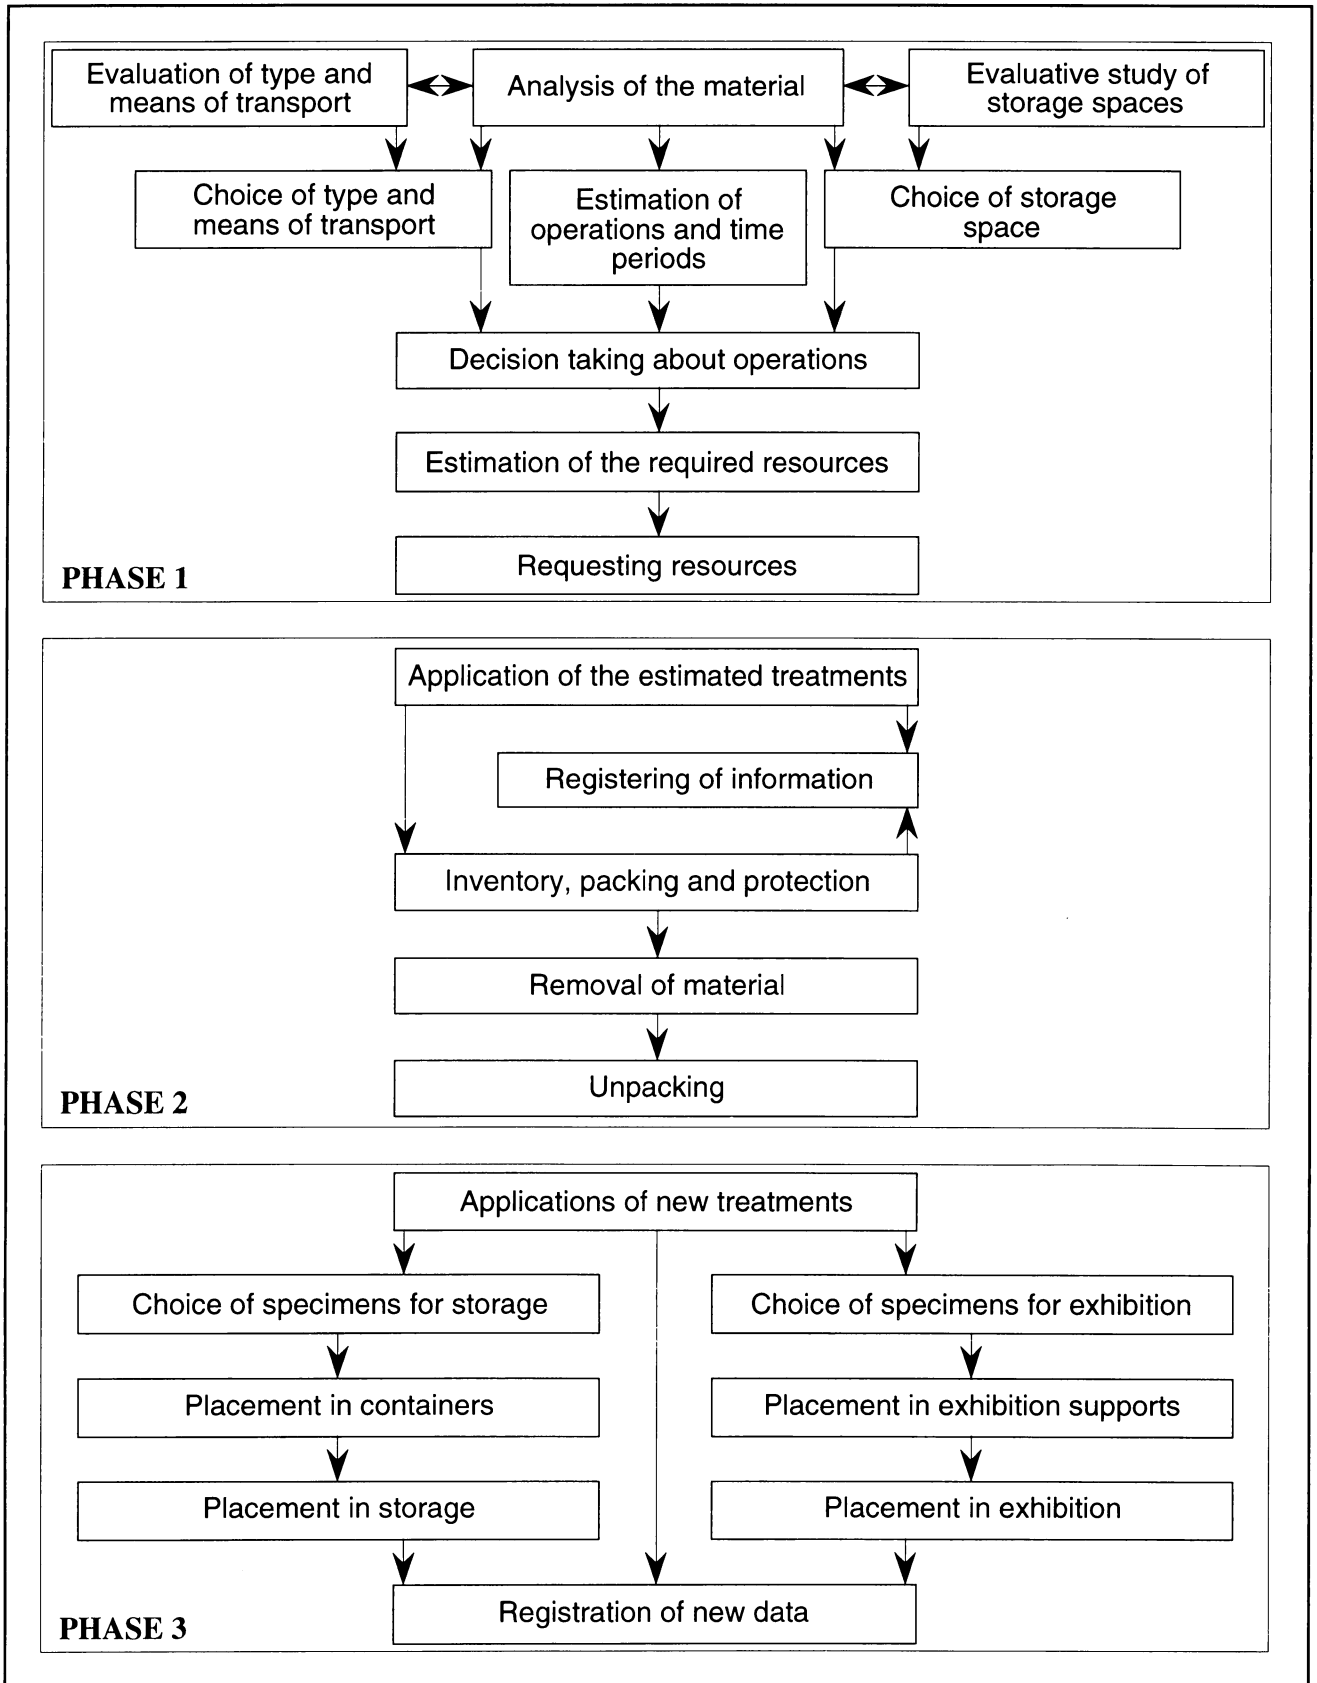 Evaluation of type and
means of transport
Analysis of the material
Evaluative study of
storage spaces
Choice of type and
means of transport
Estimation of
operations and time
periods
Choice of storage
space
Decision taking about operations
Estimation of the required resources
Requesting resources
PHASE 1
Application of the estimated treatments
Registering of information
Inventory, packing and protection
Removal of material
Unpacking
PHASE 2
Applications of new treatments
Choice of specimens for storage
Choice of specimens for exhibition
Placement in containers
Placement in exhibition supports
Placement in storage
Placement in exhibition
Registration of new data
PHASE 3